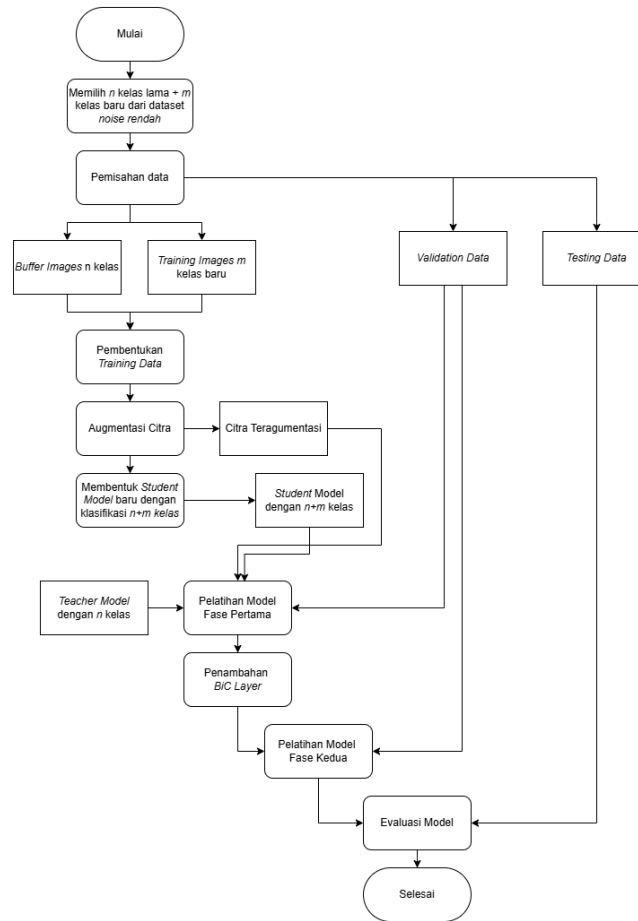 Mulai
Memilih n kelas lama + m
kelas baru dari dataset
noise rendah
Pemisahan data
Buffer Images n kelas
Training Images m
kelas baru
Validation Data
Testing Data
Pembentukan
Training Data
Augmentasi Citra
Citra Teragumentasi
Membentuk Student
Model baru dengan
klasifikasi n+m kelas
Student Model
dengan n+m kelas
Teacher Model
dengan n kelas
Pelatihan Model
Fase Pertama
Penambahan
BiC Layer
Pelatihan Model
Fase Kedua
Evaluasi Model
Selesai